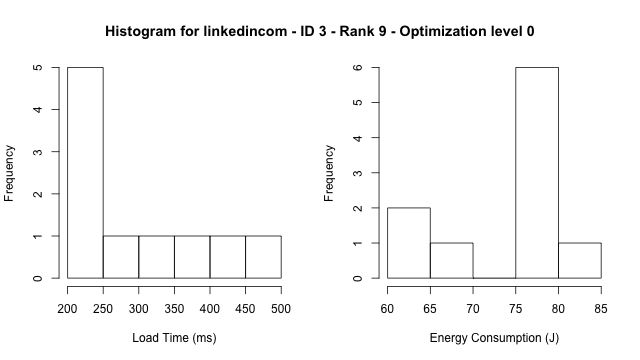 Histogram for linkedincom - ID 3 - Rank 9 - Optimization level 0
Frequency
5
4
3
2
1
0
200 250 300 350 400 450 500
Load Time (ms)
Frequency
6
5
4
3
2
1
0
60 65 70 75 80 85
Energy Consumption (J)